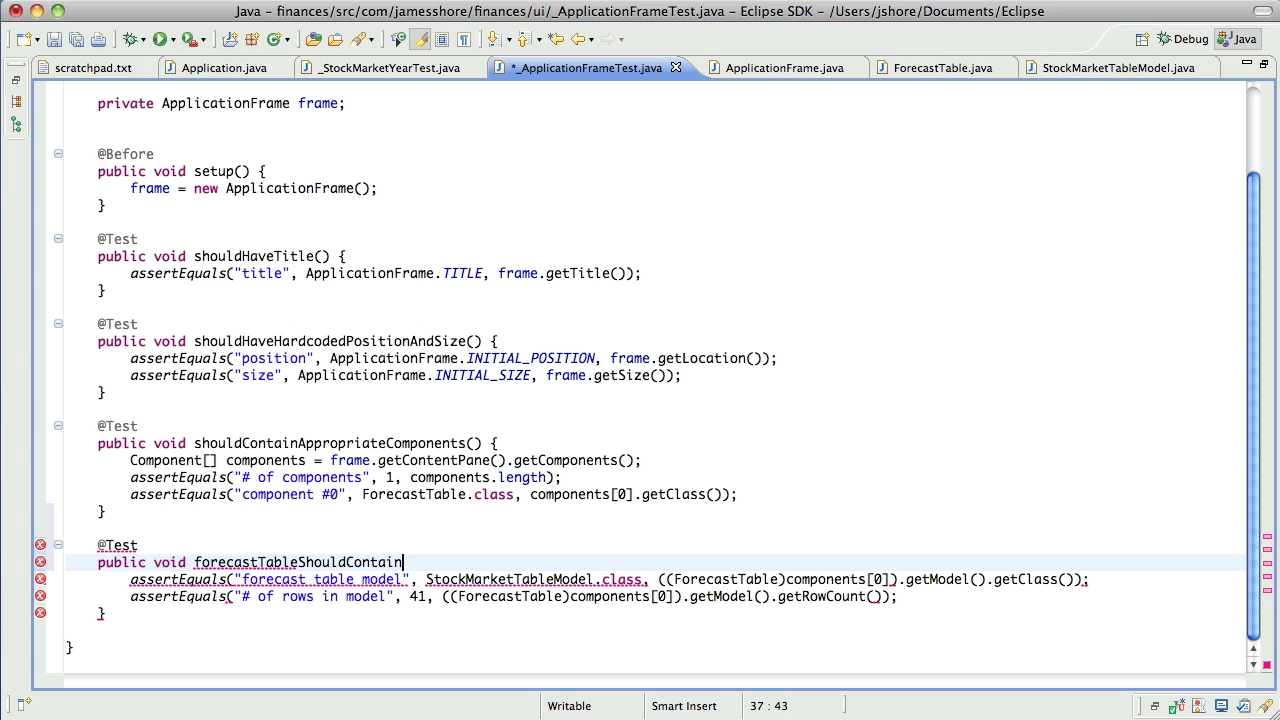 Java – finances/src/com/jamesshore/finances/ui/_ApplicationFrameTest.java – Eclipse SDK – /Users/jshore/Documents/Eclipse
Debug Java
scratchpad.txt Application.java _StockMarketYearTest.java *_ApplicationFrameTest.java ApplicationFrame.java ForecastTable.java StockMarketTableModel.java
private ApplicationFrame frame;
@Before
public void setup() {
frame = new ApplicationFrame();
}
@Test
public void shouldHaveTitle() {
assertEquals("title", ApplicationFrame.TITLE, frame.getTitle());
}
@Test
public void shouldHaveHardcodedPositionAndSize() {
assertEquals("position", ApplicationFrame.INITIAL_POSITION, frame.getLocation());
assertEquals("size", ApplicationFrame.INITIAL_SIZE, frame.getSize());
}
@Test
public void shouldContainAppropriateComponents() {
Component[] components = frame.getContentPane().getComponents();
assertEquals("# of components", 1, components.length);
assertEquals("component #0", ForecastTable.class, components[0].getClass());
}
@Test
public void forecastTableShouldContain
assertEquals("forecast table model", StockMarketTableModel.class, ((ForecastTable)components[0]).getModel().getClass());
assertEquals("# of rows in model", 41, ((ForecastTable)components[0]).getModel().getRowCount());
}
}
Writable Smart Insert 37 : 43